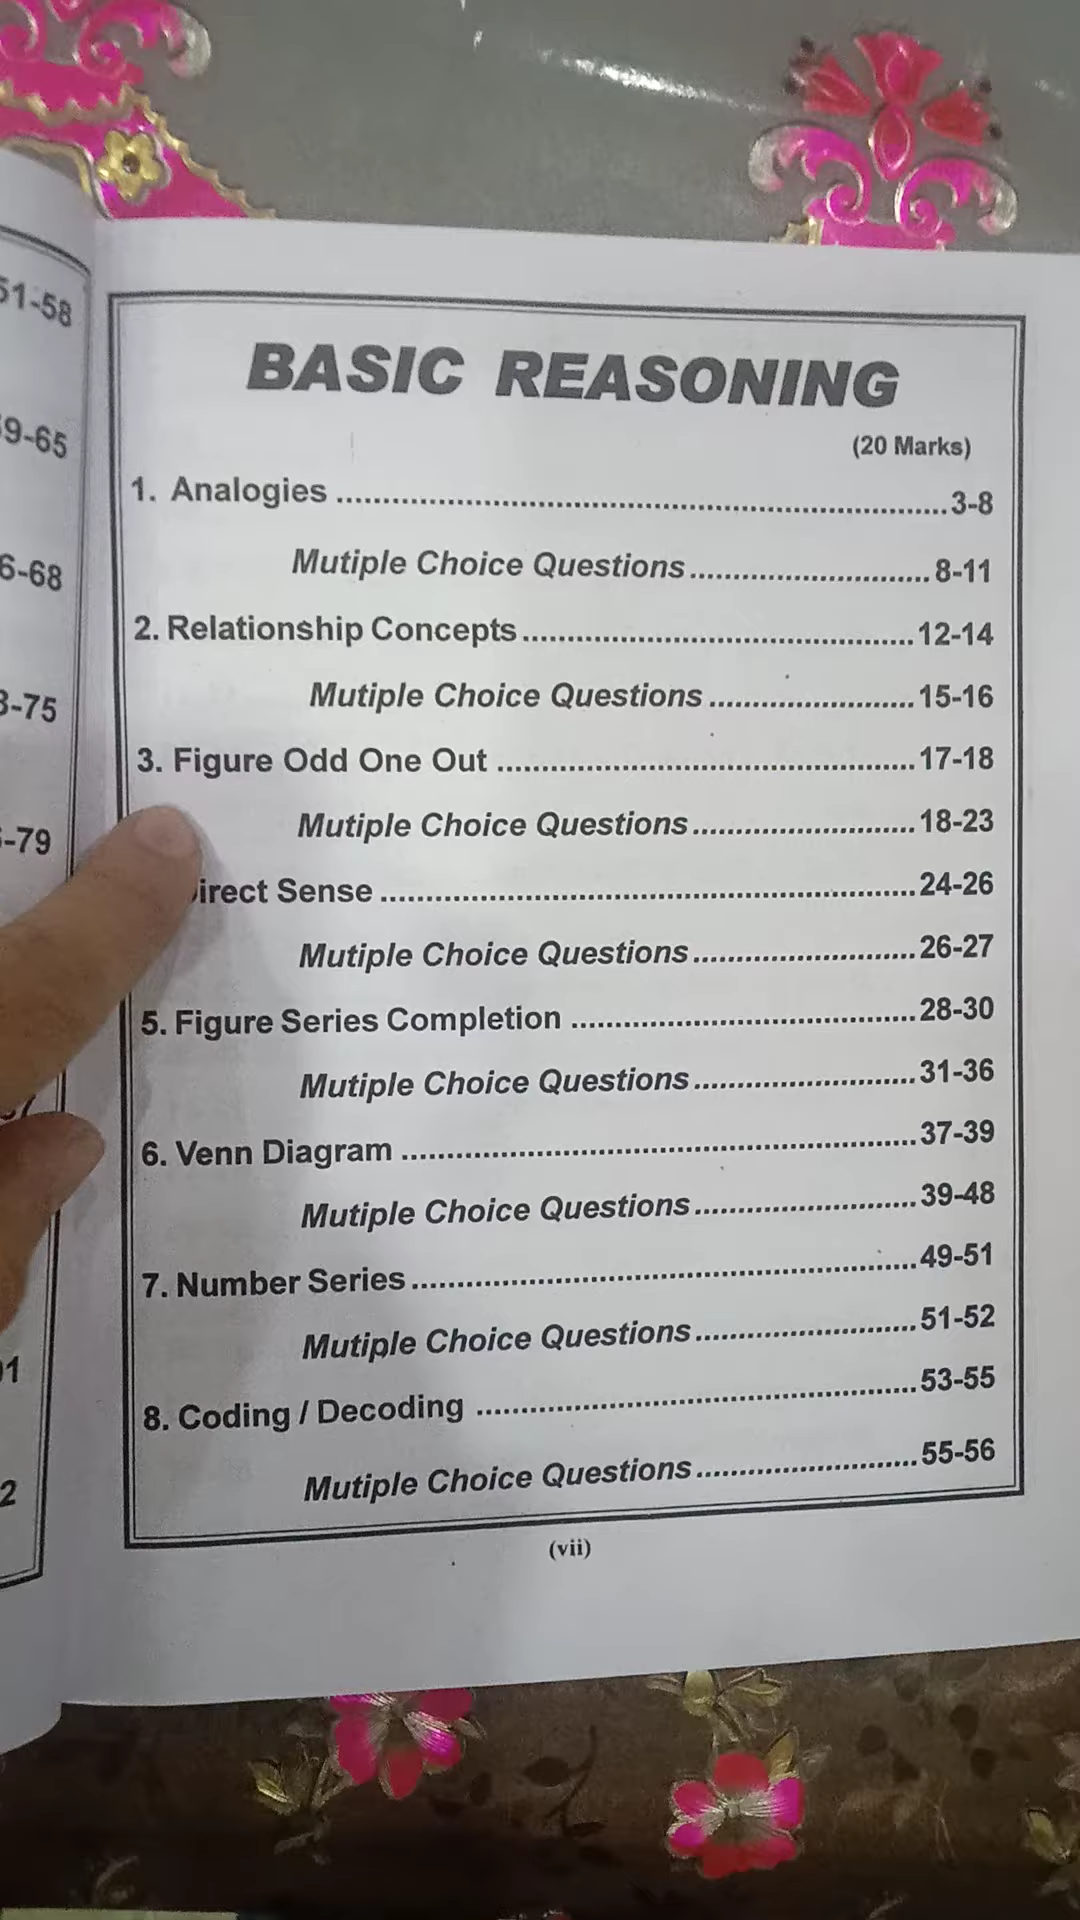 51-58
9-65
6-68
-75
-79
1
2
BASIC REASONING
(20 Marks)
1. Analogies ........................................................................ 3-8
Mutiple Choice Questions ............................ 8-11
2. Relationship Concepts ............................................. 12-14
Mutiple Choice Questions ........................ 15-16
3. Figure Odd One Out ................................................ 17-18
Mutiple Choice Questions .......................... 18-23
irect Sense .............................................................. 24-26
Mutiple Choice Questions .......................... 26-27
5. Figure Series Completion ........................................ 28-30
Mutiple Choice Questions .......................... 31-36
6. Venn Diagram ............................................................ 37-39
Mutiple Choice Questions .......................... 39-48
7. Number Series .......................................................... 49-51
Mutiple Choice Questions .......................... 51-52
8. Coding / Decoding ................................................... 53-55
Mutiple Choice Questions .......................... 55-56
(vii)